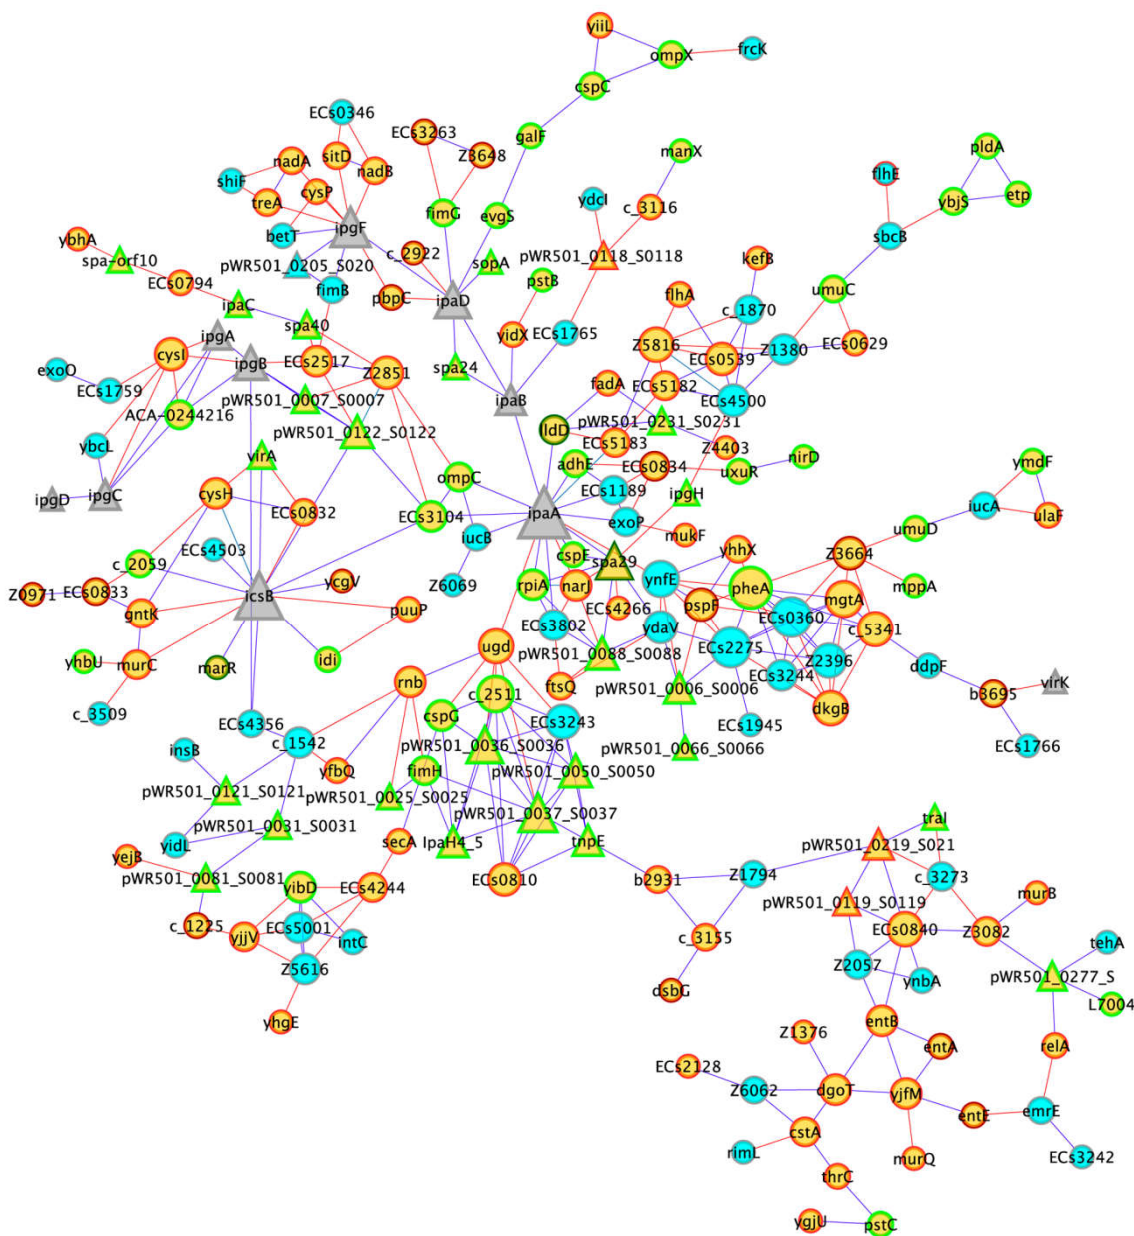 yiiL
ompX
frcK
cspC
ECs0346
ECs3263
galF
sitD
nadA
nadB
Z3648
manX
pldA
shiF
cysP
flhE
treA
fimG
evgS
ydcI
c_3116
ybjS
etp
ybhA
betT
ipgF
sbcB
spa-orf10
c_2922
sopA
pWR501_0118_S0118
pWR501_0205_S020
kefB
ECs0794
fimB
pbpC
ipaD
pstB
flhA
umuC
ipaC
c_1870
spa40
yidX
ECs1765
ipgA
Z5816
cysI
ipgB
ECs2517
Z1380
ECs0629
exoQ
Z2851
spa24
ECs0539
ECs1759
ipaB
fadA
ECs5182
ECs4500
pWR501_0007_S0007
ACA-0244216
pWR501_0231_S0231
ldD
pWR501_0122_S0122
ECs5183
Z4403
ybcL
virA
adhE
ECs0834
nirD
uxuR
ymdF
ipgD
ipgC
cysH
ompC
ECs1189
ipgH
iucA
ECs0832
ECs3104
ipaA
exoP
ulaF
mukF
umuD
iucB
ECs4503
cspE
spa29
yhhX
Z3664
c_2059
Z6069
ynfE
ycgV
rpiA
narJ
pheA
mppA
Z0971
ECs0833
icsB
ECs4266
pspF
mgtA
gntK
puuP
ECs3802
ydaV
ECs0360
c_5341
yhbU
murC
idi
ugd
pWR501_0088_S0088
ECs2275
Z2396
marR
ECs3244
ddpF
rnb
ftsQ
pWR501_0006_S0006
b3695
virK
c_3509
c_2511
dkgB
ECs4356
cspG
ECs3243
ECs1945
insB
c_1542
pWR501_0036_S0036
ECs1766
pWR501_0066_S0066
yfbQ
fimH
pWR501_0050_S0050
pWR501_0121_S0121
pWR501_0025_S0025
pWR501_0037_S0037
pWR501_0031_S0031
traI
yidL
secA
IpaH4_5
tnpE
pWR501_0219_S021
yejB
pWR501_0081_S0081
ECs0810
b2931
Z1794
c_3273
yibD
ECs4244
pWR501_0119_S0119
murB
c_1225
ECs5001
c_3155
ECs0840
yjjV
intC
Z3082
tehA
Z5616
Z2057
pWR501_0277_S
dsbG
ynbA
L7004
yhgE
entB
Z1376
entA
relA
ECs2128
Z6062
dgoT
yjfM
entE
emrE
cstA
rimL
murQ
ECs3242
thrC
ygjU
pstC